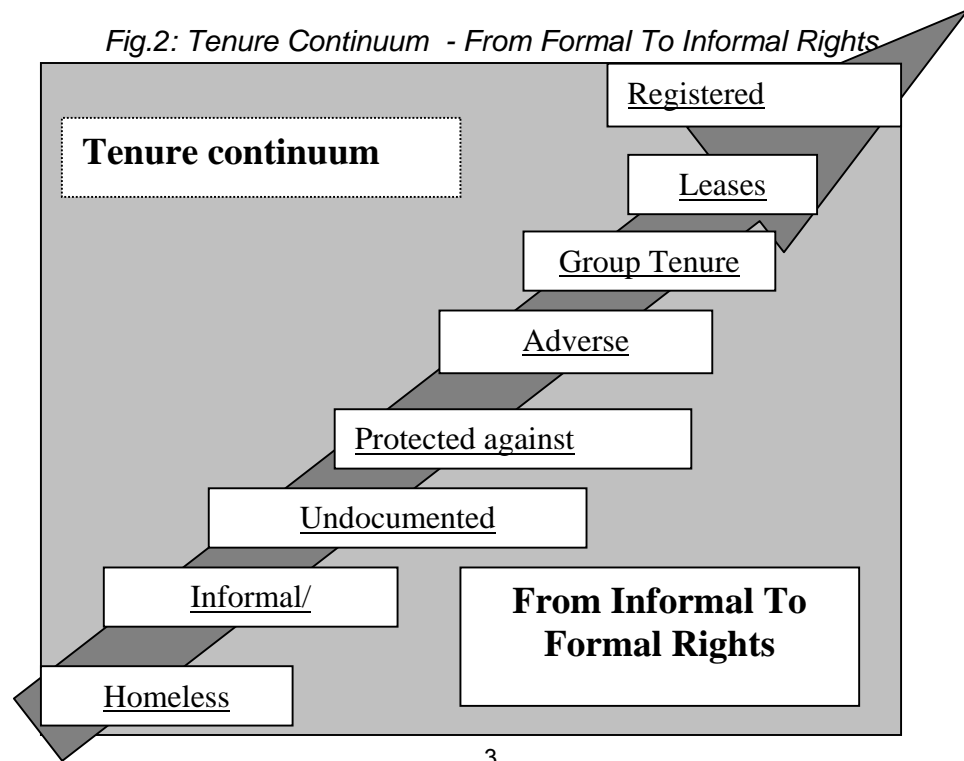 Fig.2: Tenure Continuum - From Formal To Informal Rights
Registered
Tenure continuum
Leases
Group Tenure
Adverse
Protected against
Undocumented
Informal/
From Informal To
Formal Rights
Homeless
3